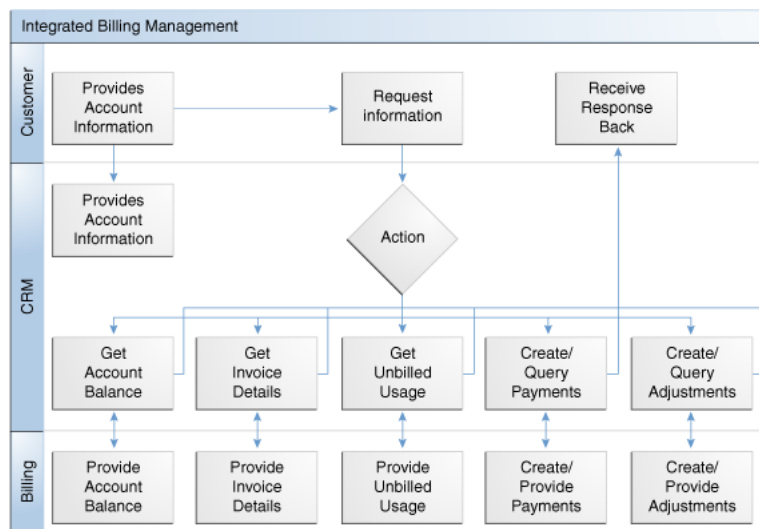 Integrated Billing Management
Customer
Provides
Account
Information
Request
information
Receive
Response
Back
CRM
Provides
Account
Information
Action
Get
Account
Balance
Get
Invoice
Details
Get
Unbilled
Usage
Create/
Query
Payments
Create/
Query
Adjustments
Billing
Provide
Account
Balance
Provide
Invoice
Details
Provide
Unbilled
Usage
Create/
Provide
Payments
Create/
Provide
Adjustments